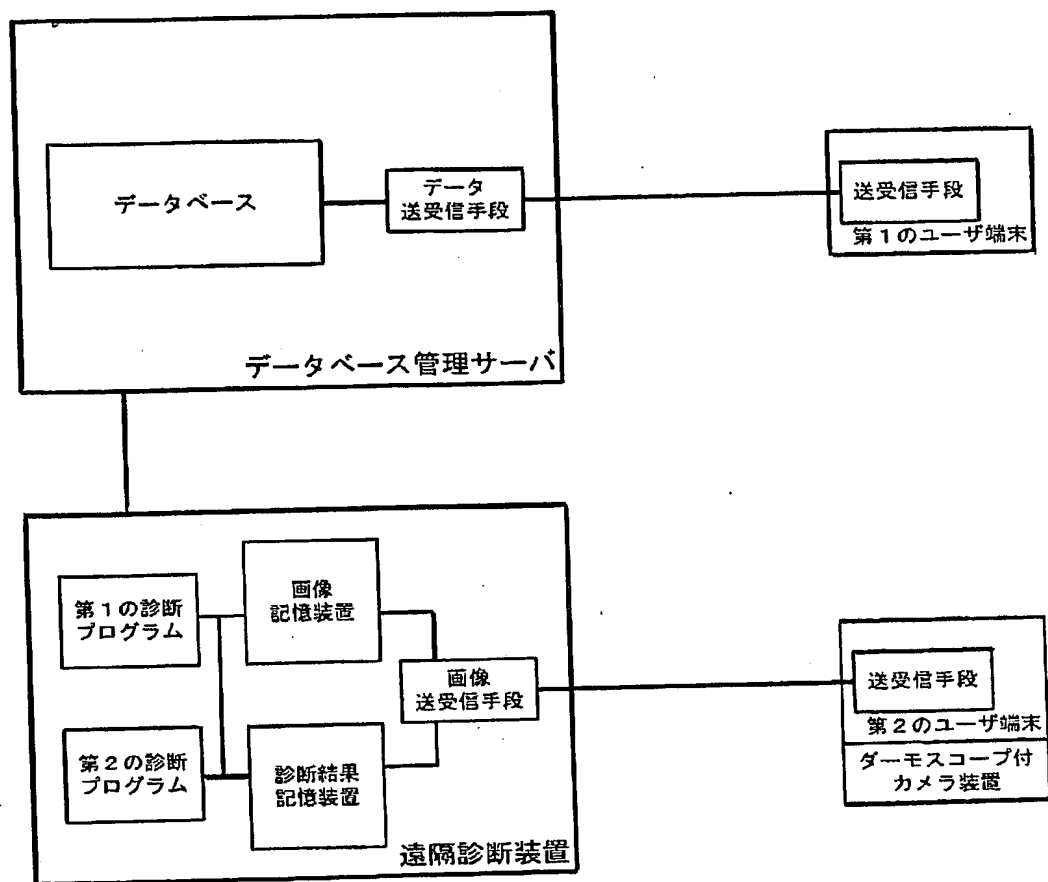 データベース
データ
送受信手段
データベース管理サーバ
送受信手段
第1のユーザ端末
第1の診断
プログラム
画像
記憶装置
画像
送受信手段
第2の診断
プログラム
診断結果
記憶装置
遠隔診断装置
送受信手段
第2のユーザ端末
ダーモスコープ付
カメラ装置